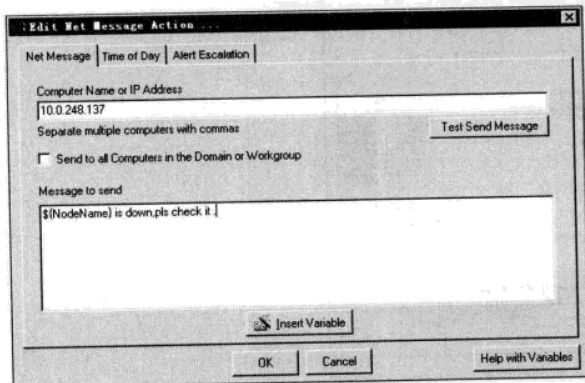 Edit Net Message Action ...
Net Message Time of Day Alert Escalation
Computer Name or IP Address
10.0.248.137
Separate multiple computers with commas
Test Send Message
Send to all Computers in the Domain or Workgroup
Message to send
${NodeName} is down,pls check it .
Insert Variable
OK Cancel Help with Variables